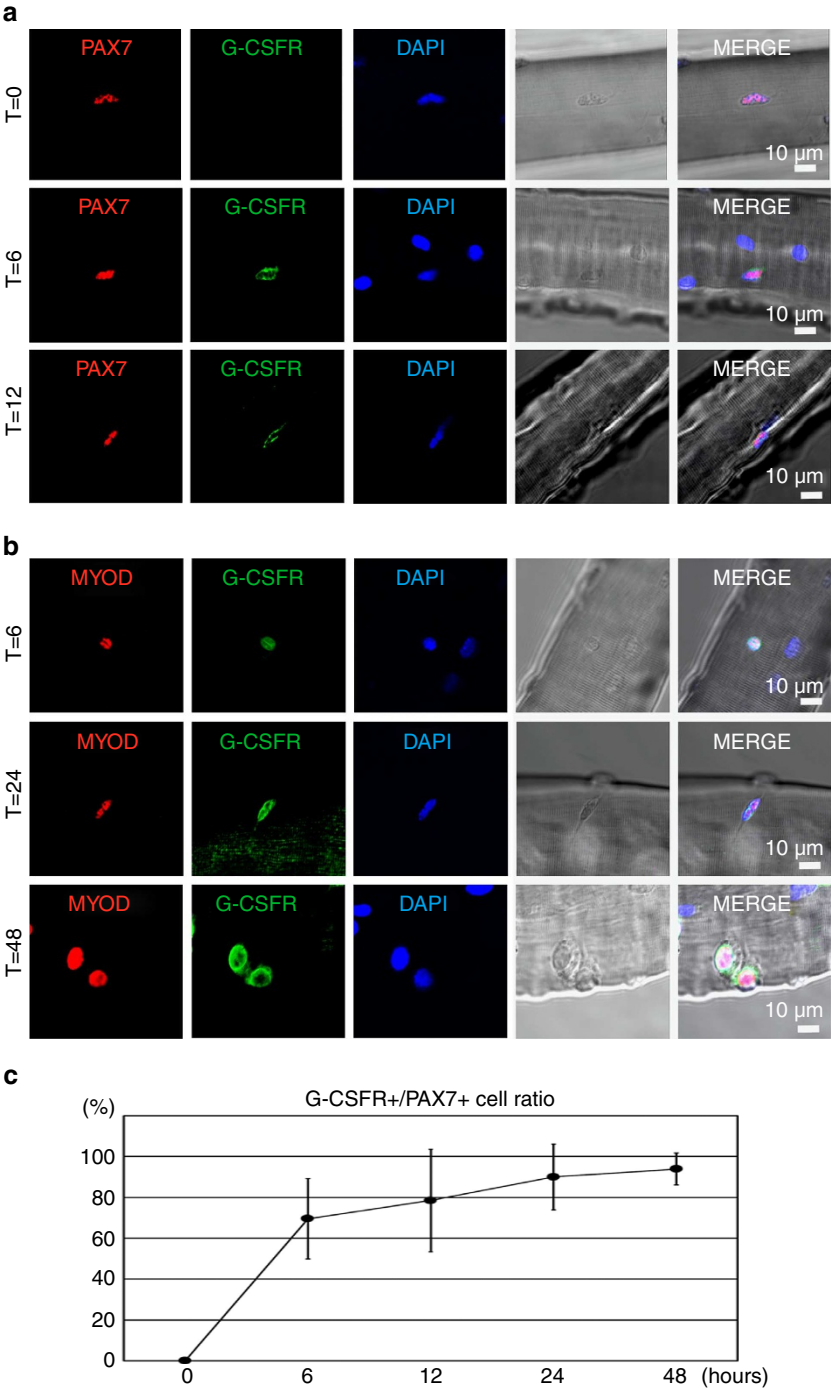 a
T=0
PAX7 G-CSFR DAPI MERGE
10 µm
T=6
PAX7 G-CSFR DAPI MERGE
10 µm
T=12
PAX7 G-CSFR DAPI MERGE
10 µm
b
T=6
MYOD G-CSFR DAPI MERGE
10 µm
T=24
MYOD G-CSFR DAPI MERGE
10 µm
T=48
MYOD G-CSFR DAPI MERGE
10 µm
c
G-CSFR+/PAX7+ cell ratio
(%)
100
80
60
40
20
0
0 6 12 24 48 (hours)